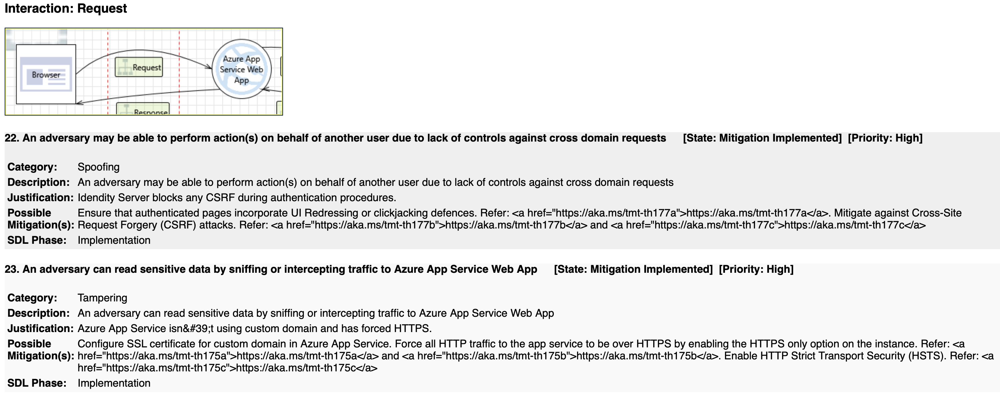 Interaction: Request
Browser
Request
Azure App
Service Web
App
Response
22. An adversary may be able to perform action(s) on behalf of another user due to lack of controls against cross domain requests [State: Mitigation Implemented] [Priority: High]
Category: Spoofing
Description: An adversary may be able to perform action(s) on behalf of another user due to lack of controls against cross domain requests
Justification: Idendity Server blocks any CSRF during authentication procedures.
Possible Ensure that authenticated pages incorporate UI Redressing or clickjacking defences. Refer: <a href="https://aka.ms/tmt-th177a">https://aka.ms/tmt-th177a</a>. Mitigate against Cross-Site
Mitigation(s): Request Forgery (CSRF) attacks. Refer: <a href="https://aka.ms/tmt-th177b">https://aka.ms/tmt-th177b</a> and <a href="https://aka.ms/tmt-th177c">https://aka.ms/tmt-th177c</a>
SDL Phase: Implementation
23. An adversary can read sensitive data by sniffing or intercepting traffic to Azure App Service Web App [State: Mitigation Implemented] [Priority: High]
Category: Tampering
Description: An adversary can read sensitive data by sniffing or intercepting traffic to Azure App Service Web App
Justification: Azure App Service isn&#39;t using custom domain and has forced HTTPS.
Possible Configure SSL certificate for custom domain in Azure App Service. Force all HTTP traffic to the app service to be over HTTPS by enabling the HTTPS only option on the instance. Refer: <a
Mitigation(s): href="https://aka.ms/tmt-th175a">https://aka.ms/tmt-th175a</a> and <a href="https://aka.ms/tmt-th175b">https://aka.ms/tmt-th175b</a>. Enable HTTP Strict Transport Security (HSTS). Refer: <a
href="https://aka.ms/tmt-th175c">https://aka.ms/tmt-th175c</a>
SDL Phase: Implementation